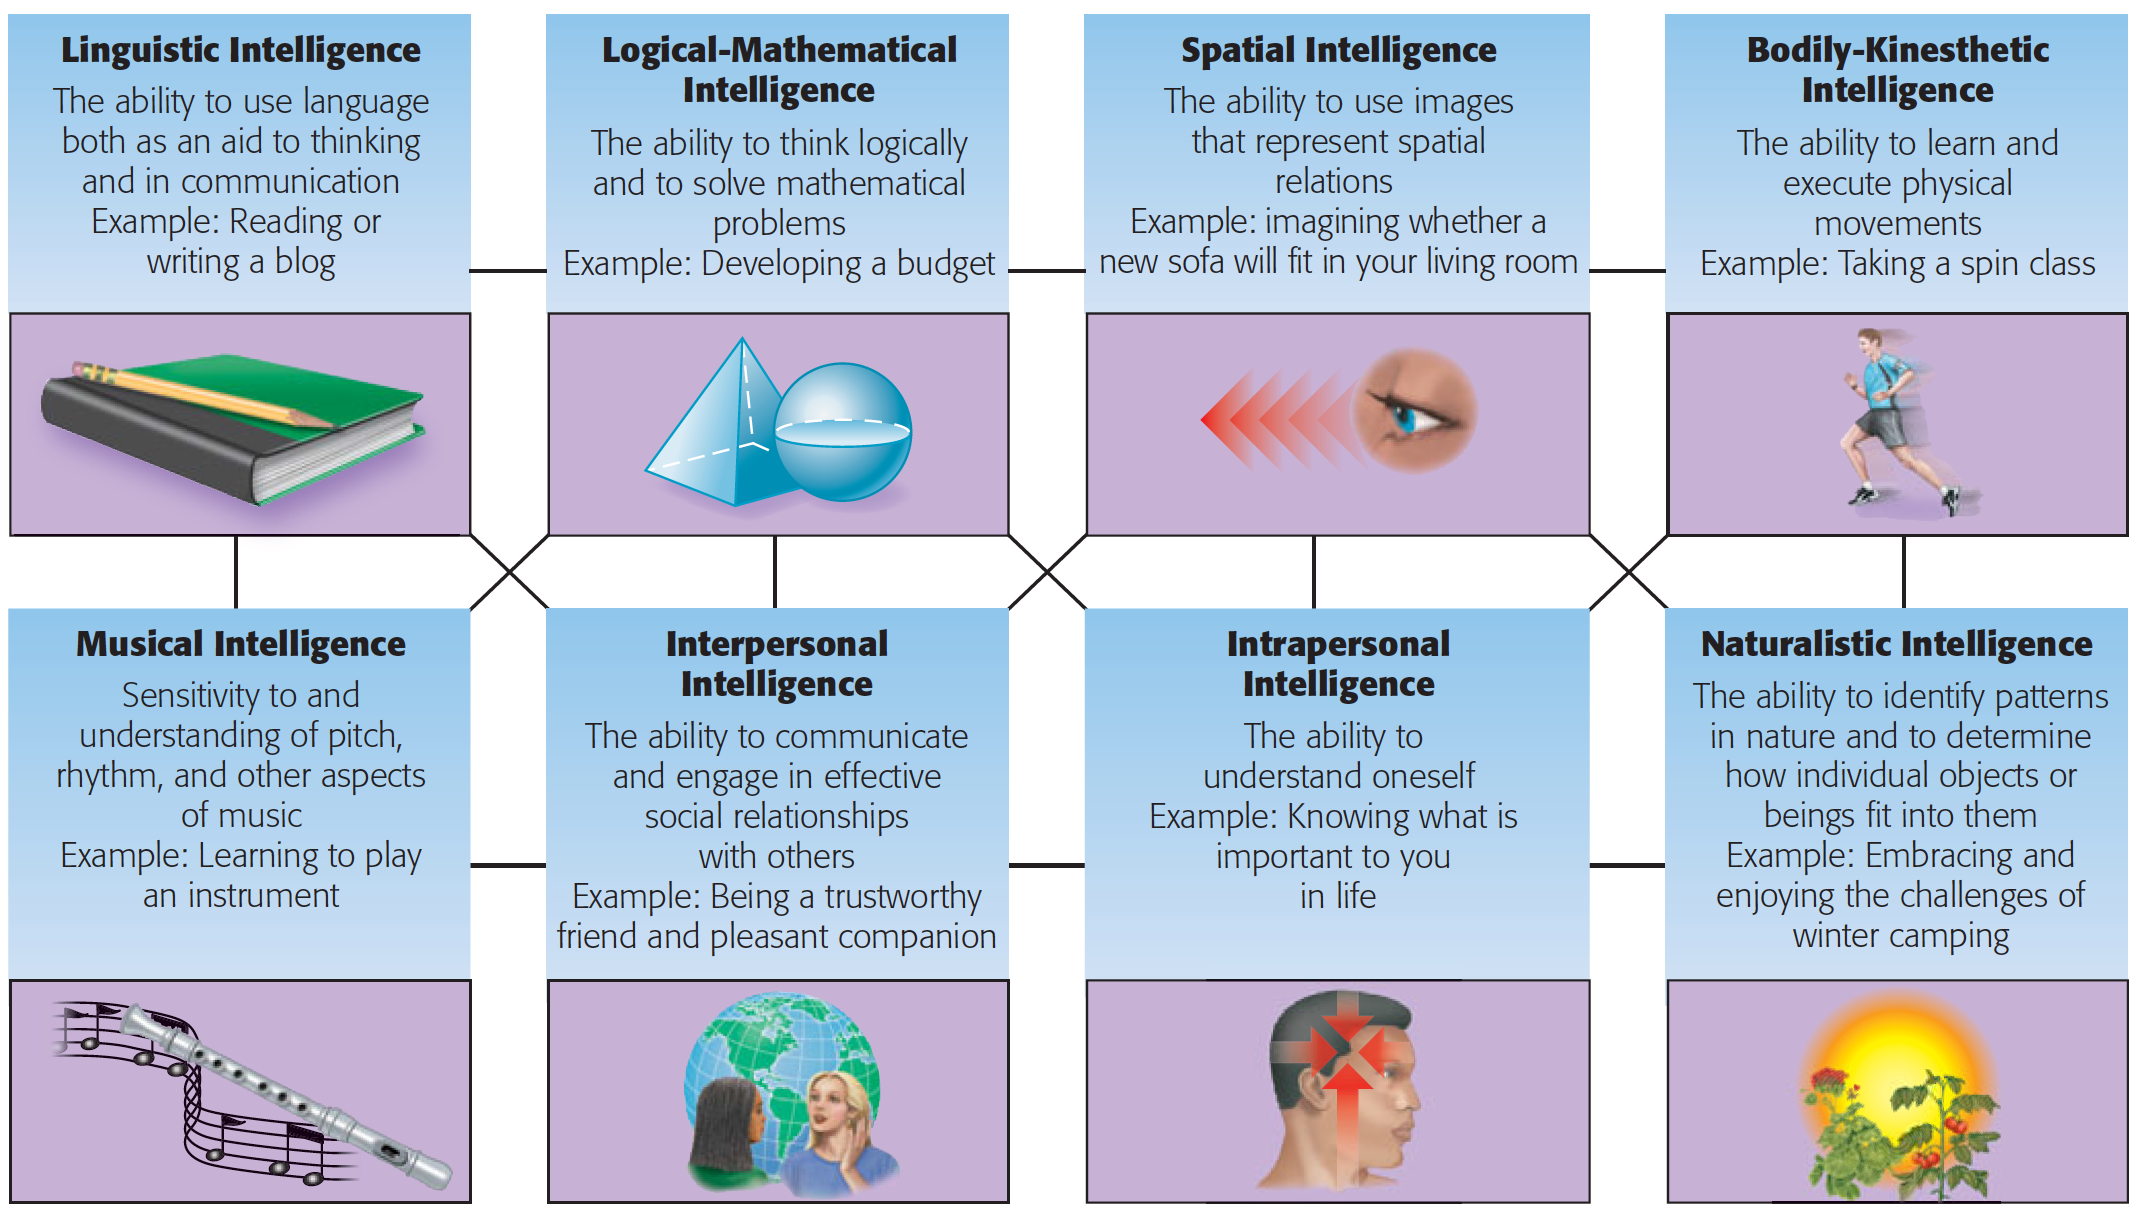 Linguistic Intelligence
The ability to use language
both as an aid to thinking
and in communication
Example: Reading or
writing a blog
Logical-Mathematical
Intelligence
The ability to think logically
and to solve mathematical
problems
Example: Developing a budget
Spatial Intelligence
The ability to use images
that represent spatial
relations
Example: imagining whether a
new sofa will fit in your living room
Bodily-Kinesthetic
Intelligence
The ability to learn and
execute physical
movements
Example: Taking a spin class
Musical Intelligence
Sensitivity to and
understanding of pitch,
rhythm, and other aspects
of music
Example: Learning to play
an instrument
Interpersonal
Intelligence
The ability to communicate
and engage in effective
social relationships
with others
Example: Being a trustworthy
friend and pleasant companion
Intrapersonal
Intelligence
The ability to
understand oneself
Example: Knowing what is
important to you
in life
Naturalistic Intelligence
The ability to identify patterns
in nature and to determine
how individual objects or
beings fit into them
Example: Embracing and
enjoying the challenges of
winter camping